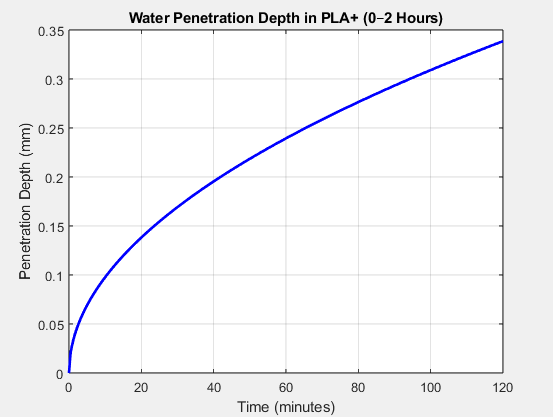 Water Penetration Depth in PLA+ (0–2 Hours)
0.35
0.3
0.25
0.2
0.15
0.1
0.05
0
Penetration Depth (mm)
0 20 40 60 80 100 120
Time (minutes)